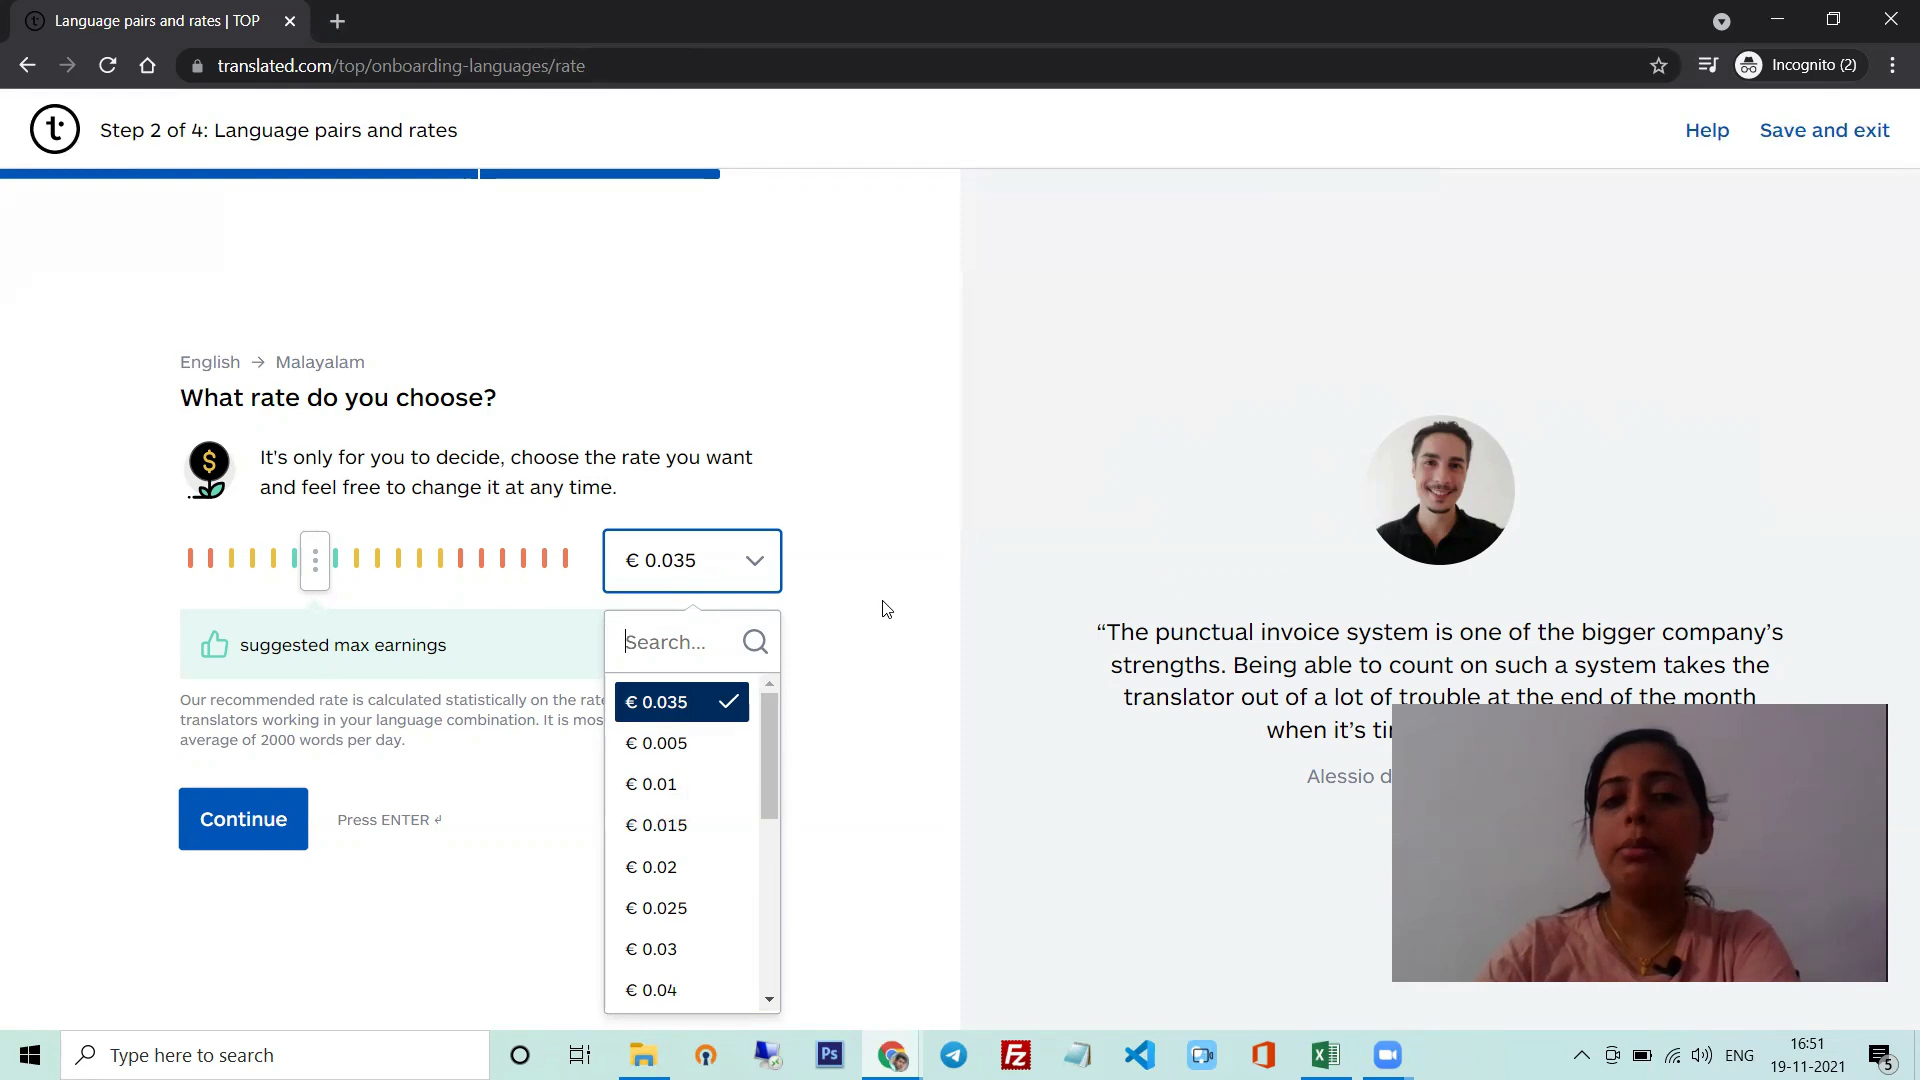 Language pairs and rates | TOP
translated.com/top/onboarding-languages/rate
Incognito (2)
Step 2 of 4: Language pairs and rates
Help
Save and exit
English → Malayalam
What rate do you choose?
It's only for you to decide, choose the rate you want
and feel free to change it at any time.
€ 0.035
suggested max earnings
Search...
Our recommended rate is calculated statistically on the rate
translators working in your language combination. It is mos
average of 2000 words per day.
€ 0.035
€ 0.005
€ 0.01
€ 0.015
€ 0.02
€ 0.025
€ 0.03
€ 0.04
Continue
Press ENTER ↲
“The punctual invoice system is one of the bigger company’s
strengths. Being able to count on such a system takes the
translator out of a lot of trouble at the end of the month
when it’s
Alessio
Type here to search
Ps
FZ
ENG
16:51
19-11-2021
5